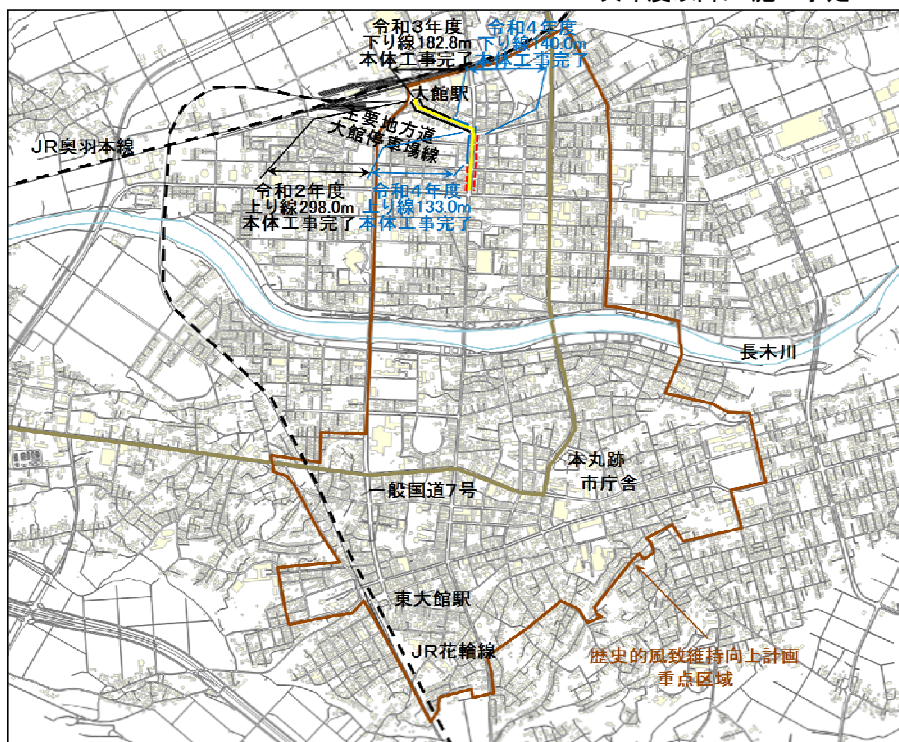 令和3年度
下り線182.8m
本体工事完了
令和4年度
下り線140.0m
本体工事完了
大館駅
主要地方道
大館停車場線
JR奥羽本線
令和2年度
上り線298.0m
本体工事完了
令和4年度
上り線133.0m
本体工事完了
長木川
本丸跡
市庁舎
一般国道7号
東大館駅
JR花輪線
歴史的風致維持向上計画
重点区域